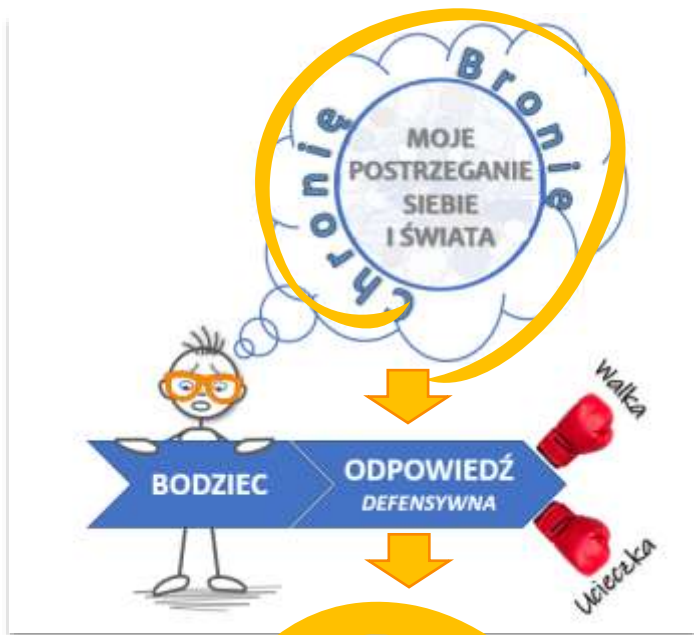 Chronię Bronię
MOJE
POSTRZEGANIE
SIEBIE
I ŚWIATA
Walka
BODZIEC
ODPOWIEDŹ
DEFENSYWNA
Ucieczka